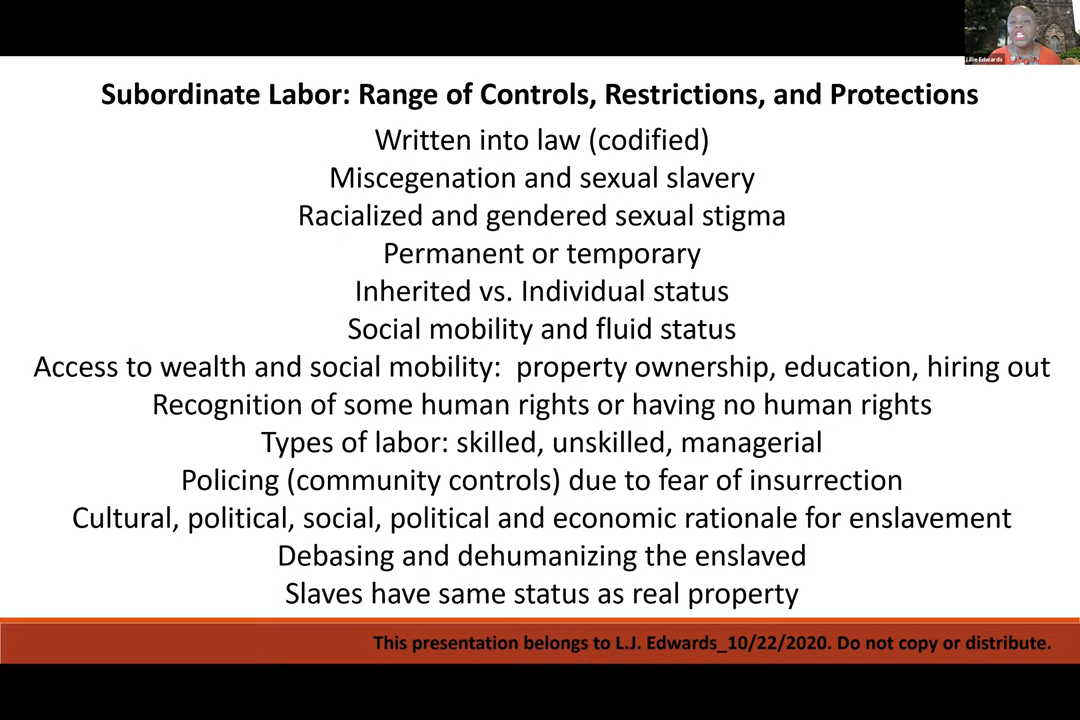 Lillie Edwards
Subordinate Labor: Range of Controls, Restrictions, and Protections
Written into law (codified)
Miscegenation and sexual slavery
Racialized and gendered sexual stigma
Permanent or temporary
Inherited vs. Individual status
Social mobility and fluid status
Access to wealth and social mobility:  property ownership, education, hiring out
Recognition of some human rights or having no human rights
Types of labor: skilled, unskilled, managerial
Policing (community controls) due to fear of insurrection
Cultural, political, social, political and economic rationale for enslavement
Debasing and dehumanizing the enslaved
Slaves have same status as real property
This presentation belongs to L.J. Edwards_10/22/2020. Do not copy or distribute.